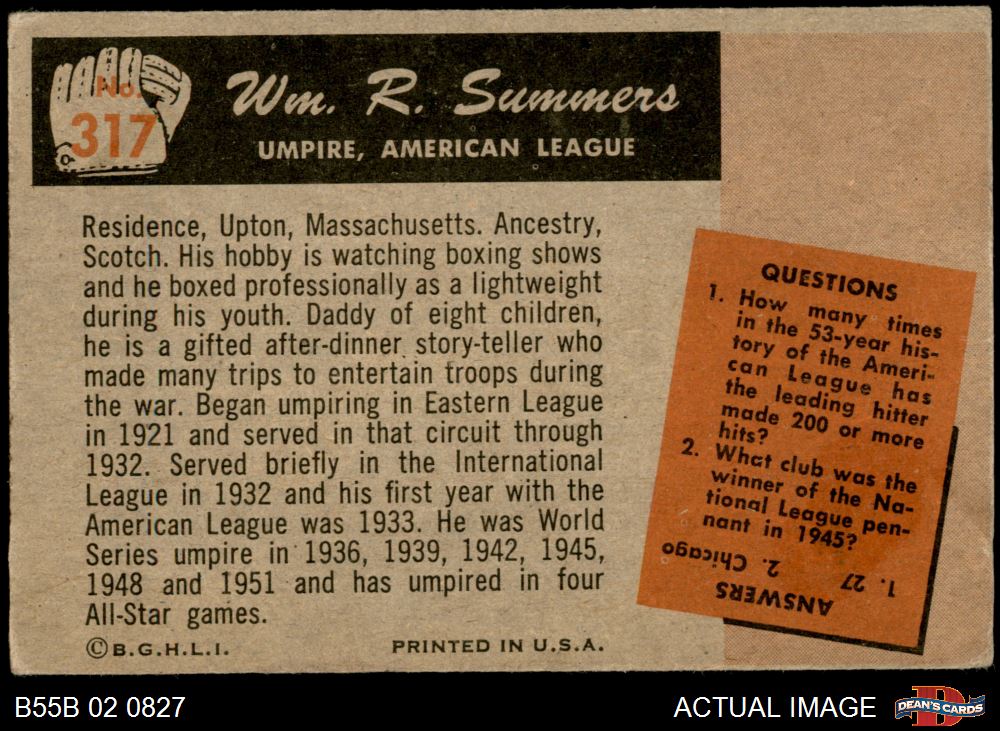 No.
317
Wm. R. Summers
UMPIRE, AMERICAN LEAGUE
Residence, Upton, Massachusetts. Ancestry,
Scotch. His hobby is watching boxing shows
and he boxed professionally as a lightweight
during his youth. Daddy of eight children,
he is a gifted after-dinner story-teller who
made many trips to entertain troops during
the war. Began umpiring in Eastern League
in 1921 and served in that circuit through
1932. Served briefly in the International
League in 1932 and his first year with the
American League was 1933. He was World
Series umpire in 1936, 1939, 1942, 1945,
1948 and 1951 and has umpired in four
All-Star games.
©B.G.H.L.I.
PRINTED IN U.S.A.
QUESTIONS
1. How many times
in the 53-year his-
tory of the Ameri-
can League has
the leading hitter
made 200 or more
hits?
2. What club was the
winner of the Na-
tional League pen-
nant in 1945?
ANSWERS
1. 27 2. Chicago
B55B 02 0827
ACTUAL IMAGE
D
DEAN'S CARDS